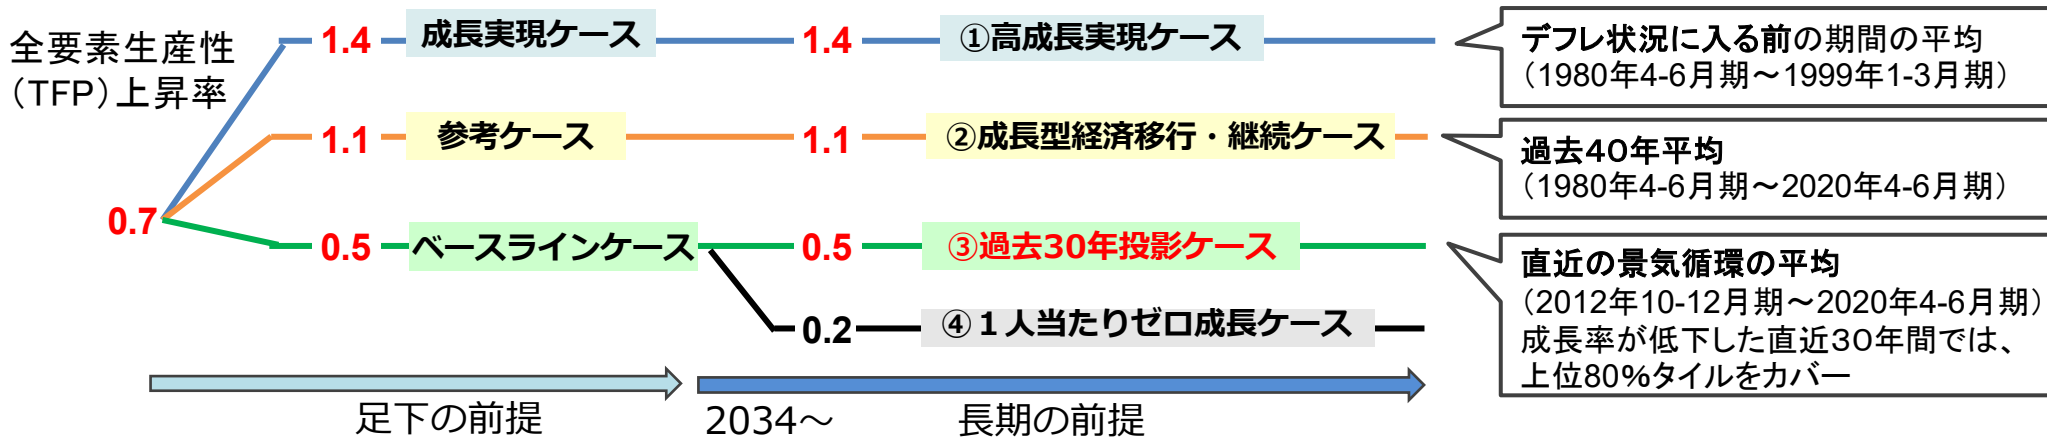 全要素生産性
（TFP）上昇率
0.7
1.4
成長実現ケース
1.4
①高成長実現ケース
デフレ状況に入る前の期間の平均
（1980年4-6月期～1999年1-3月期）
1.1
参考ケース
1.1
②成長型経済移行・継続ケース
過去40年平均
（1980年4-6月期～2020年4-6月期）
0.5
ベースラインケース
0.5
③過去30年投影ケース
直近の景気循環の平均
（2012年10-12月期～2020年4-6月期）
成長率が低下した直近30年間では、
上位80％タイルをカバー
0.2
④１人当たりゼロ成長ケース
足下の前提
2034～
長期の前提